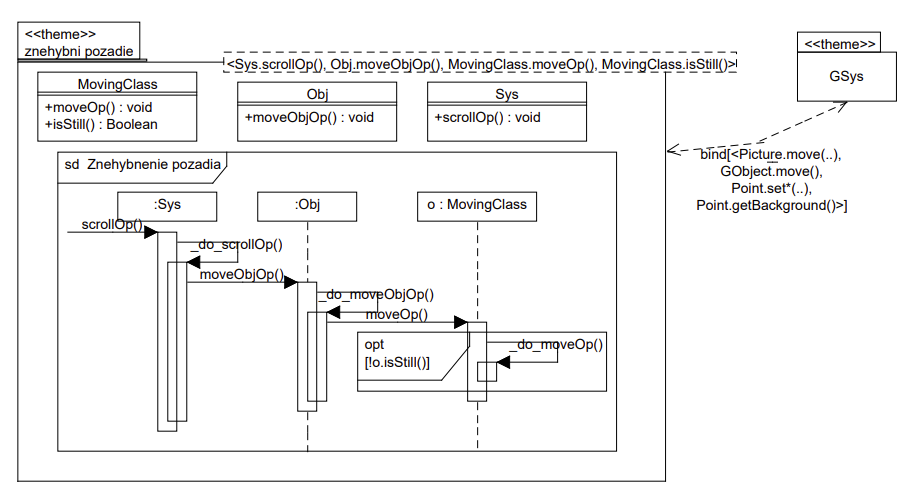 <<theme>>
znehybni pozadie
<Sys.scrollOp(), Obj.moveObjOp(), MovingClass.moveOp(), MovingClass.isStill()>
<<theme>>
GSys
MovingClass
+moveOp() : void
+isStill() : Boolean
Obj
+moveObjOp() : void
Sys
+scrollOp() : void
bind[<Picture.move(..),
GObject.move(),
Point.set*(..),
Point.getBackground()>]
sd Znehybnenie pozadia
:Sys
:Obj
o : MovingClass
scrollOp()
_do_scrollOp()
moveObjOp()
_do_moveObjOp()
moveOp()
opt
[!o.isStill()]
_do_moveOp()